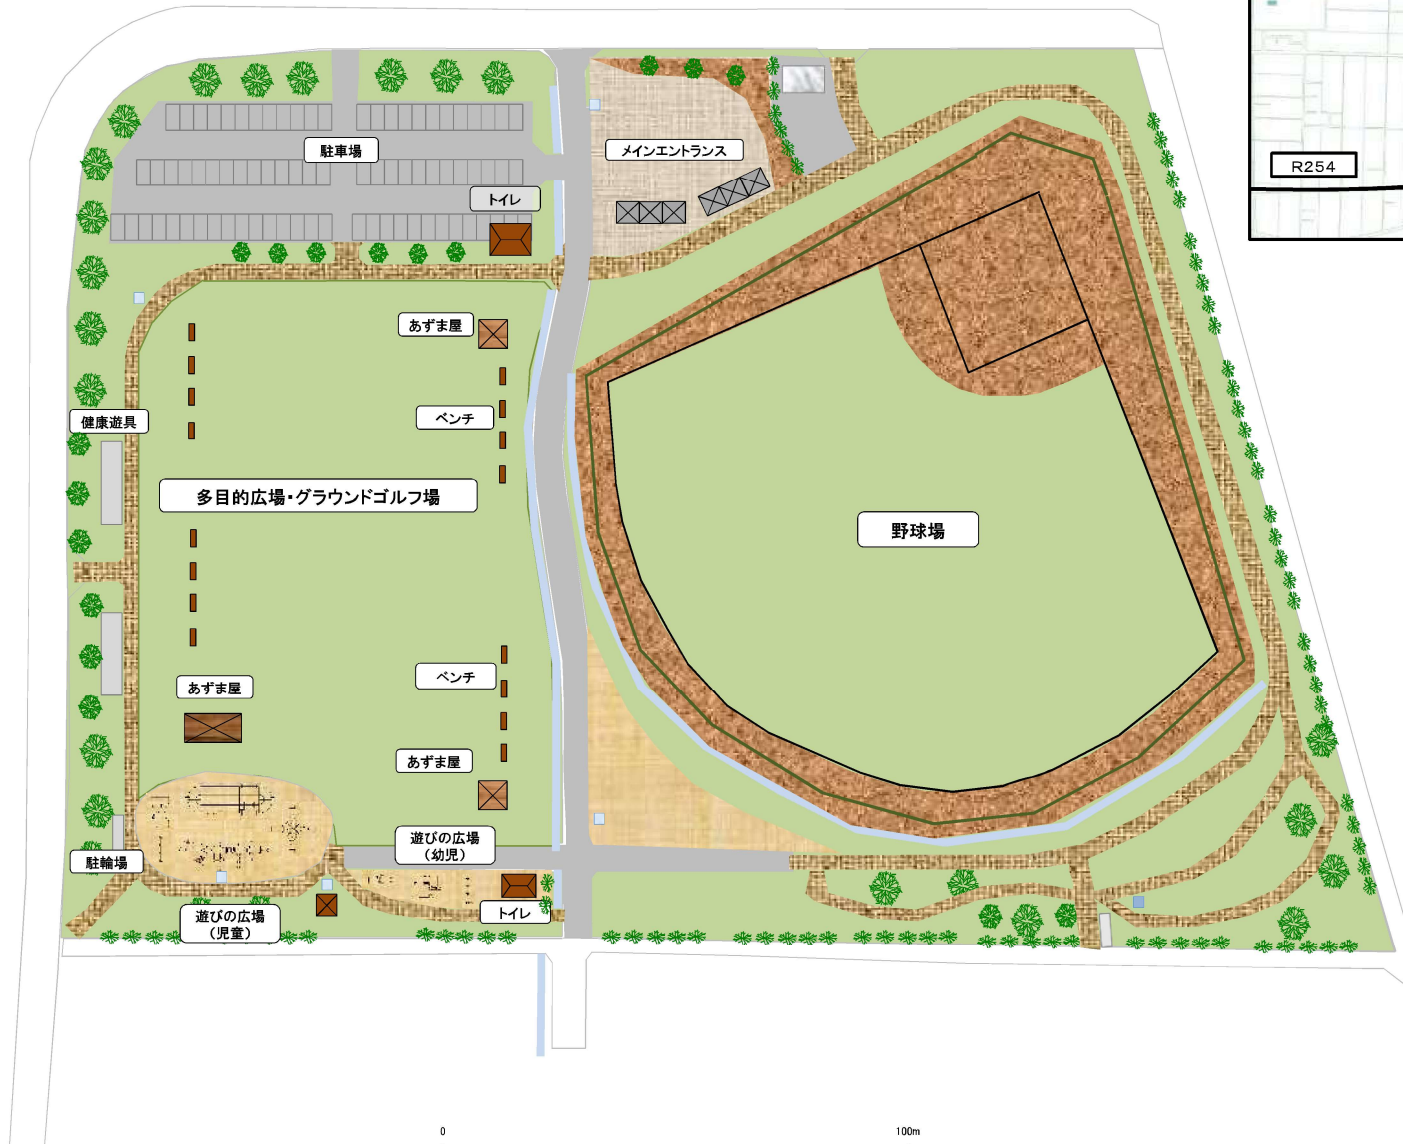 R254
駐車場
メインエントランス
トイレ
あずま屋
健康遊具
ベンチ
多目的広場・グラウンドゴルフ場
野球場
ベンチ
あずま屋
あずま屋
遊びの広場
(幼児)
駐輪場
トイレ
遊びの広場
(児童)
0
100m